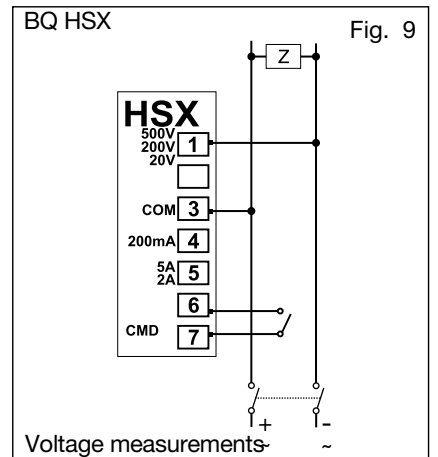 BQ HSX
Fig. 9
Z
HSX
500V
200V
20V
1
COM 3
200mA 4
5A
2A
5
6
CMD 7
+ -
Voltage measurements~ ~